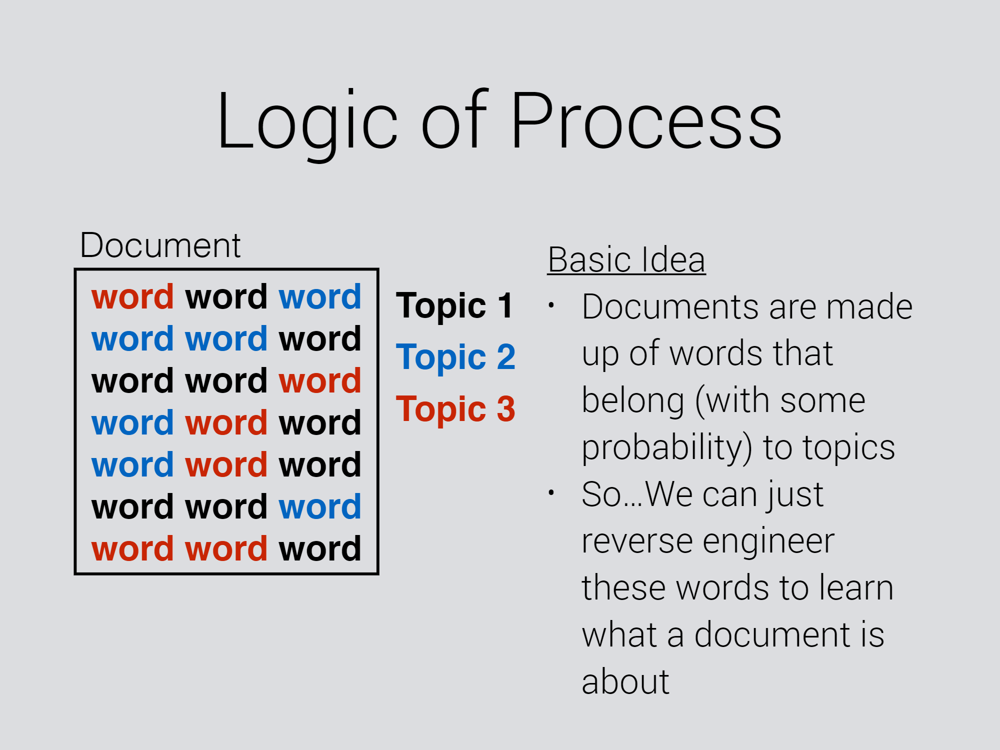 Logic of Process
Document
word word word
word word word
word word word
word word word
word word word
word word word
word word word
Topic 1
Topic 2
Topic 3
Basic Idea
• Documents are made
up of words that
belong (with some
probability) to topics
• So...We can just
reverse engineer
these words to learn
what a document is
about